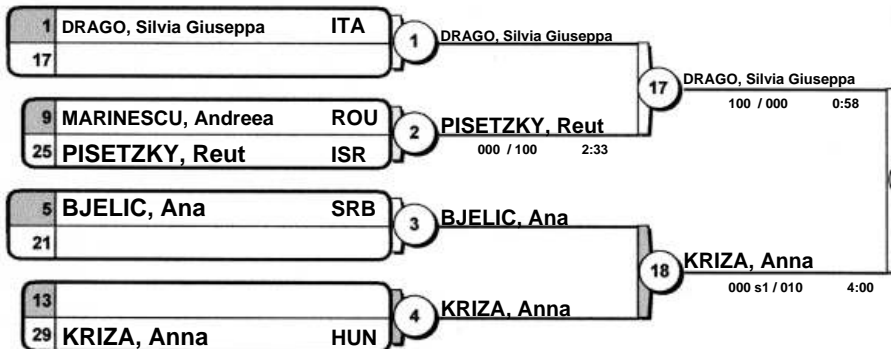 1 DRAGO, Silvia Giuseppa ITA
17
1 DRAGO, Silvia Giuseppa
9 MARINESCU, Andreea ROU
25 PISETZKY, Reut ISR
2 PISETZKY, Reut
000 / 100 2:33
17 DRAGO, Silvia Giuseppa
100 / 000 0:58
5 BJELIC, Ana SRB
21
3 BJELIC, Ana
13
29 KRIZA, Anna HUN
4 KRIZA, Anna
18 KRIZA, Anna
000 s1 / 010 4:00